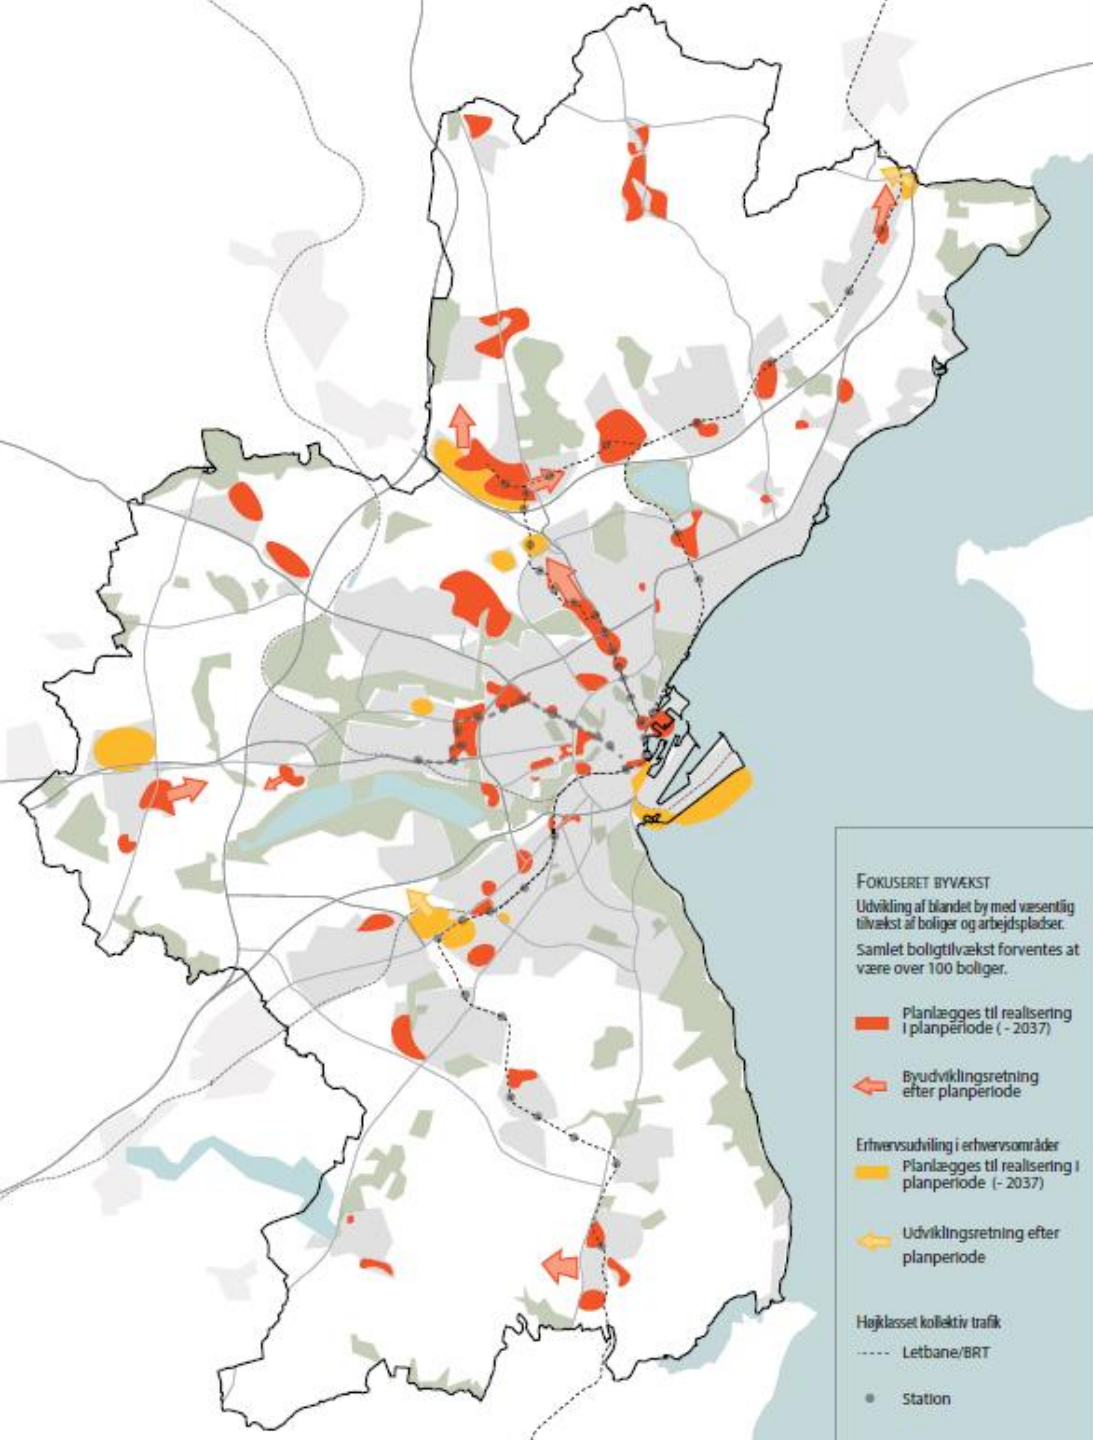 FOKUSERET BYVÆKST
Udvikling af blandet by med væsentlig
tilvækst af boliger og arbejdspladser.
Samlet boligtilvækst forventes at
være over 100 boliger.
Planlægges til realisering
I planperiode ( - 2037)
Byudviklingsretning
efter planperiode
Erhvervsudviling i erhvervsområder
Planlægges til realisering i
planperiode (- 2037)
Udviklingsretning efter
planperiode
Højklasset kollektiv trafik
Letbane/BRT
Station